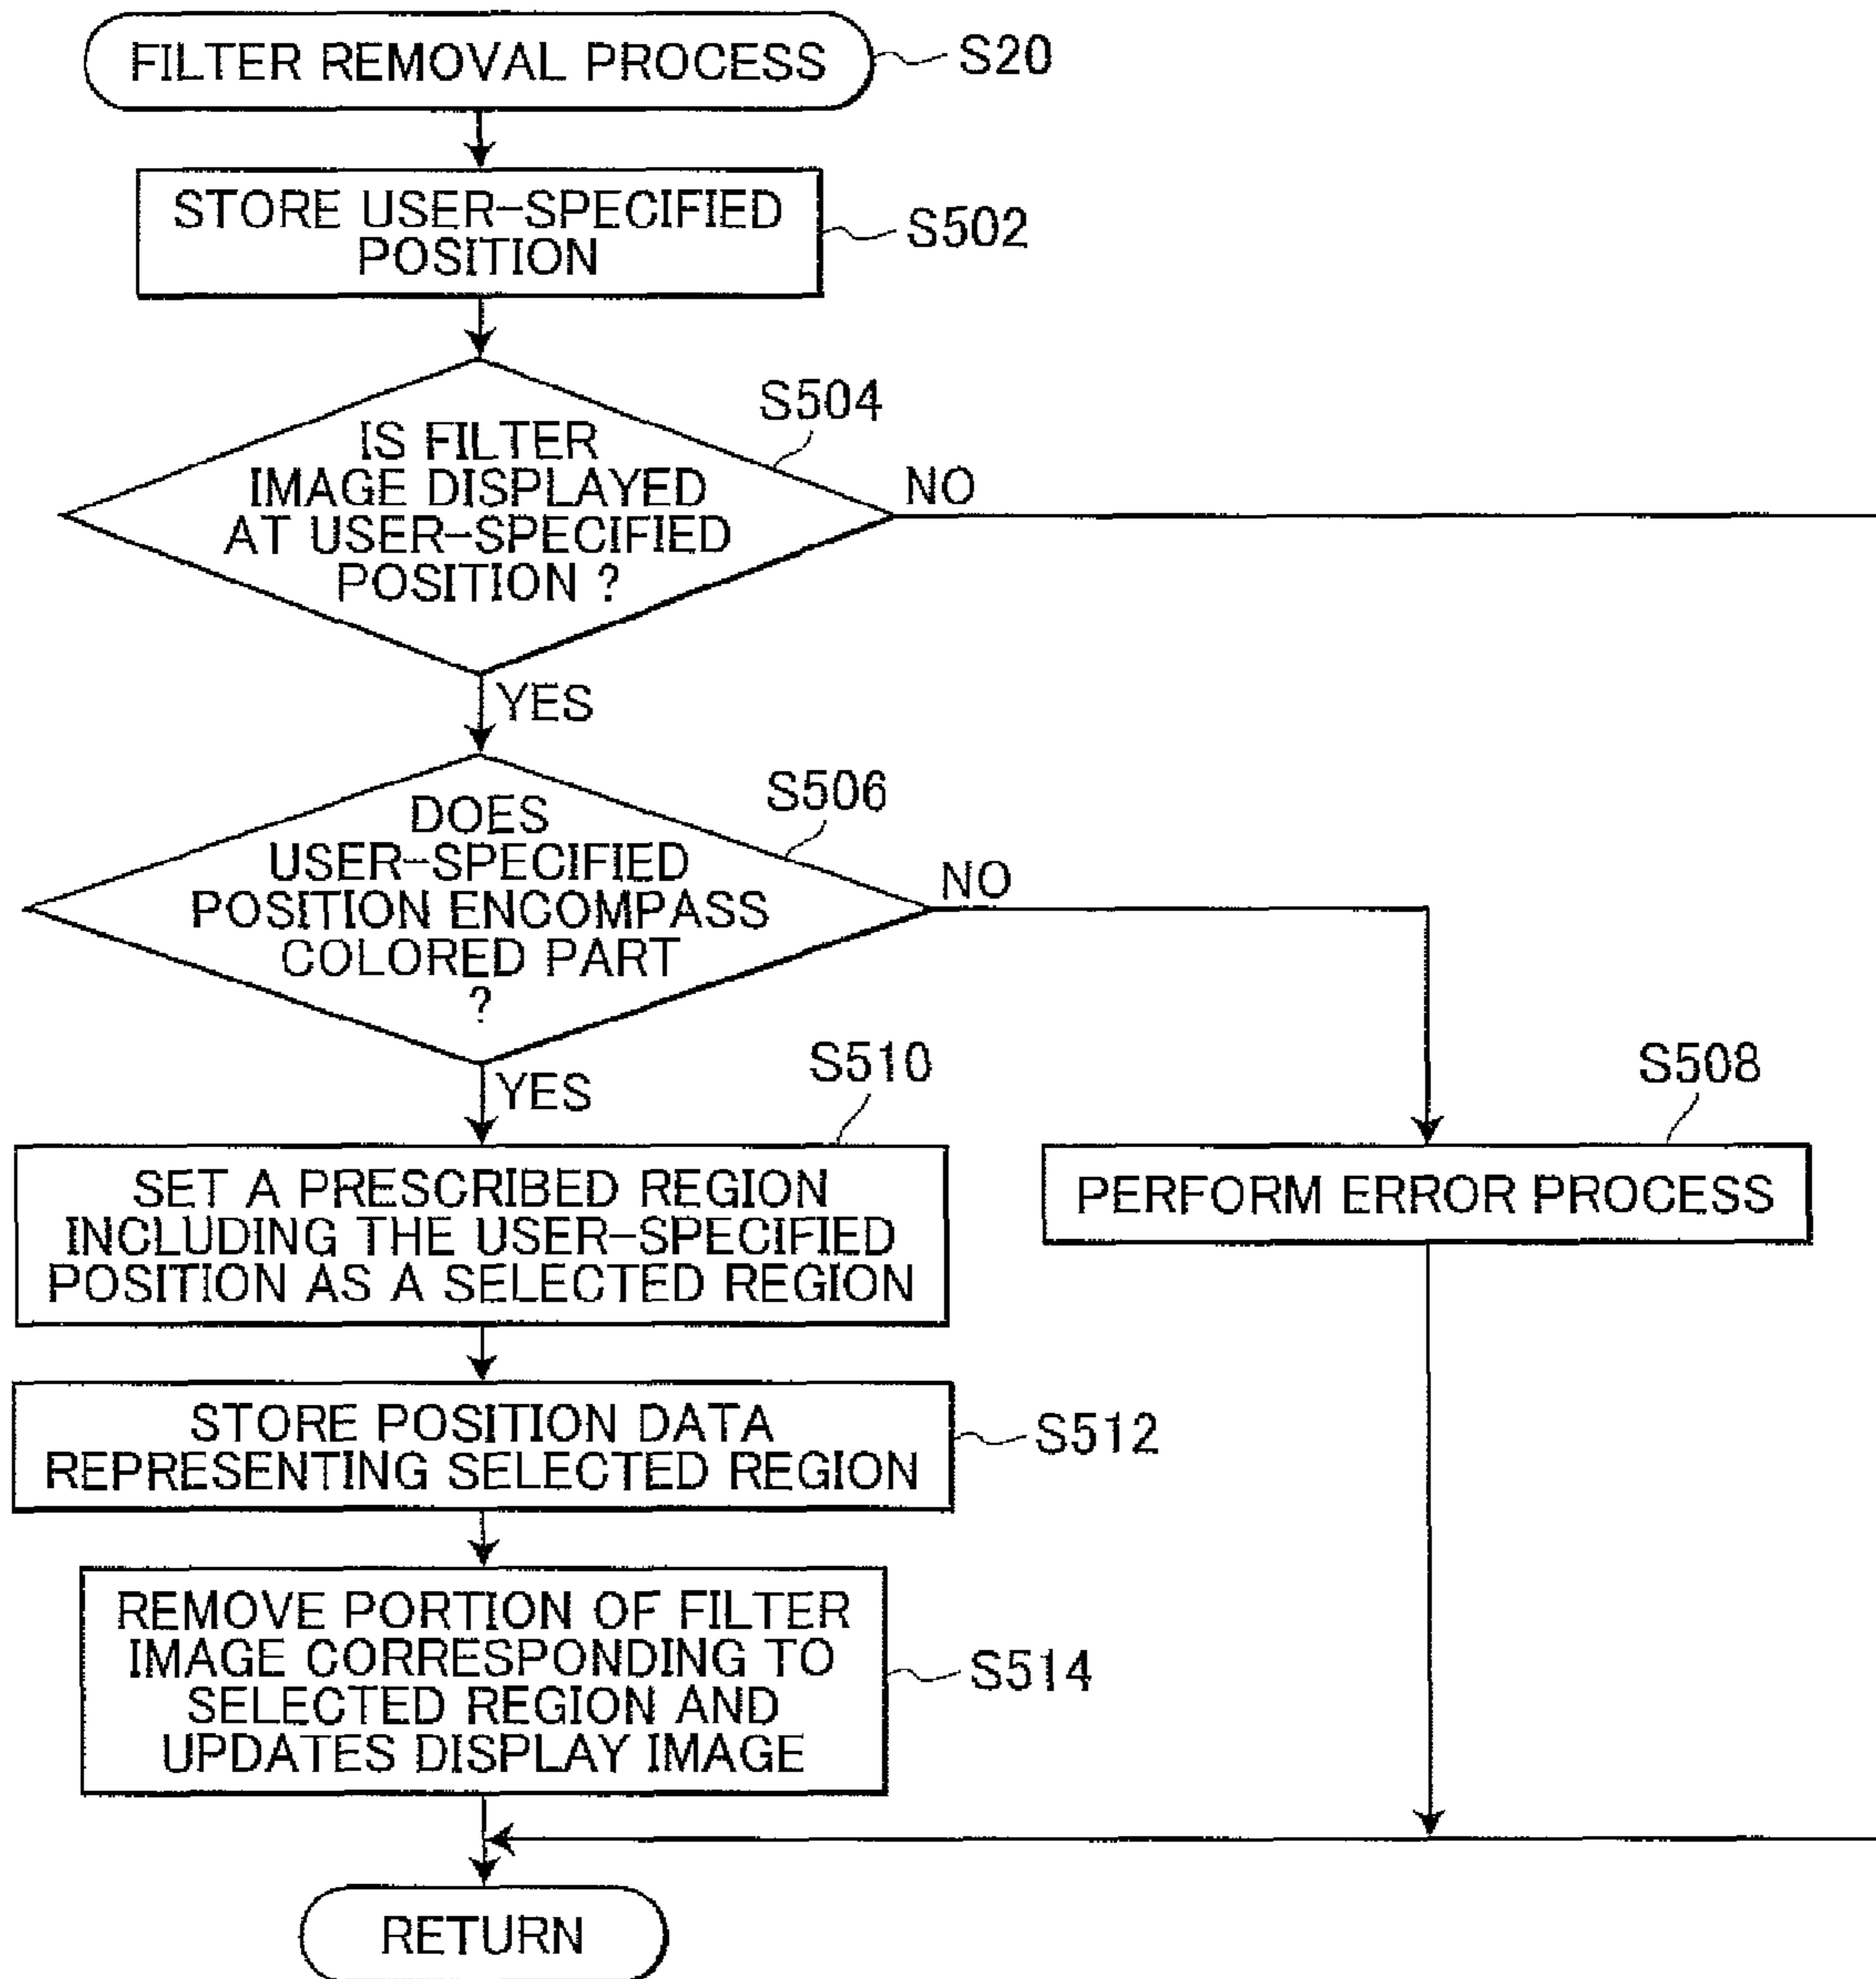 FILTER REMOVAL PROCESS
S20
STORE USER-SPECIFIED
POSITION
S502
S504
IS FILTER
IMAGE DISPLAYED
AT USER-SPECIFIED
POSITION ?
NO
YES
S506
DOES
USER-SPECIFIED
POSITION ENCOMPASS
COLORED PART
?
NO
YES
S510
SET A PRESCRIBED REGION
INCLUDING THE USER-SPECIFIED
POSITION AS A SELECTED REGION
S508
PERFORM ERROR PROCESS
STORE POSITION DATA
REPRESENTING SELECTED REGION
S512
REMOVE PORTION OF FILTER
IMAGE CORRESPONDING TO
SELECTED REGION AND
UPDATES DISPLAY IMAGE
S514
RETURN